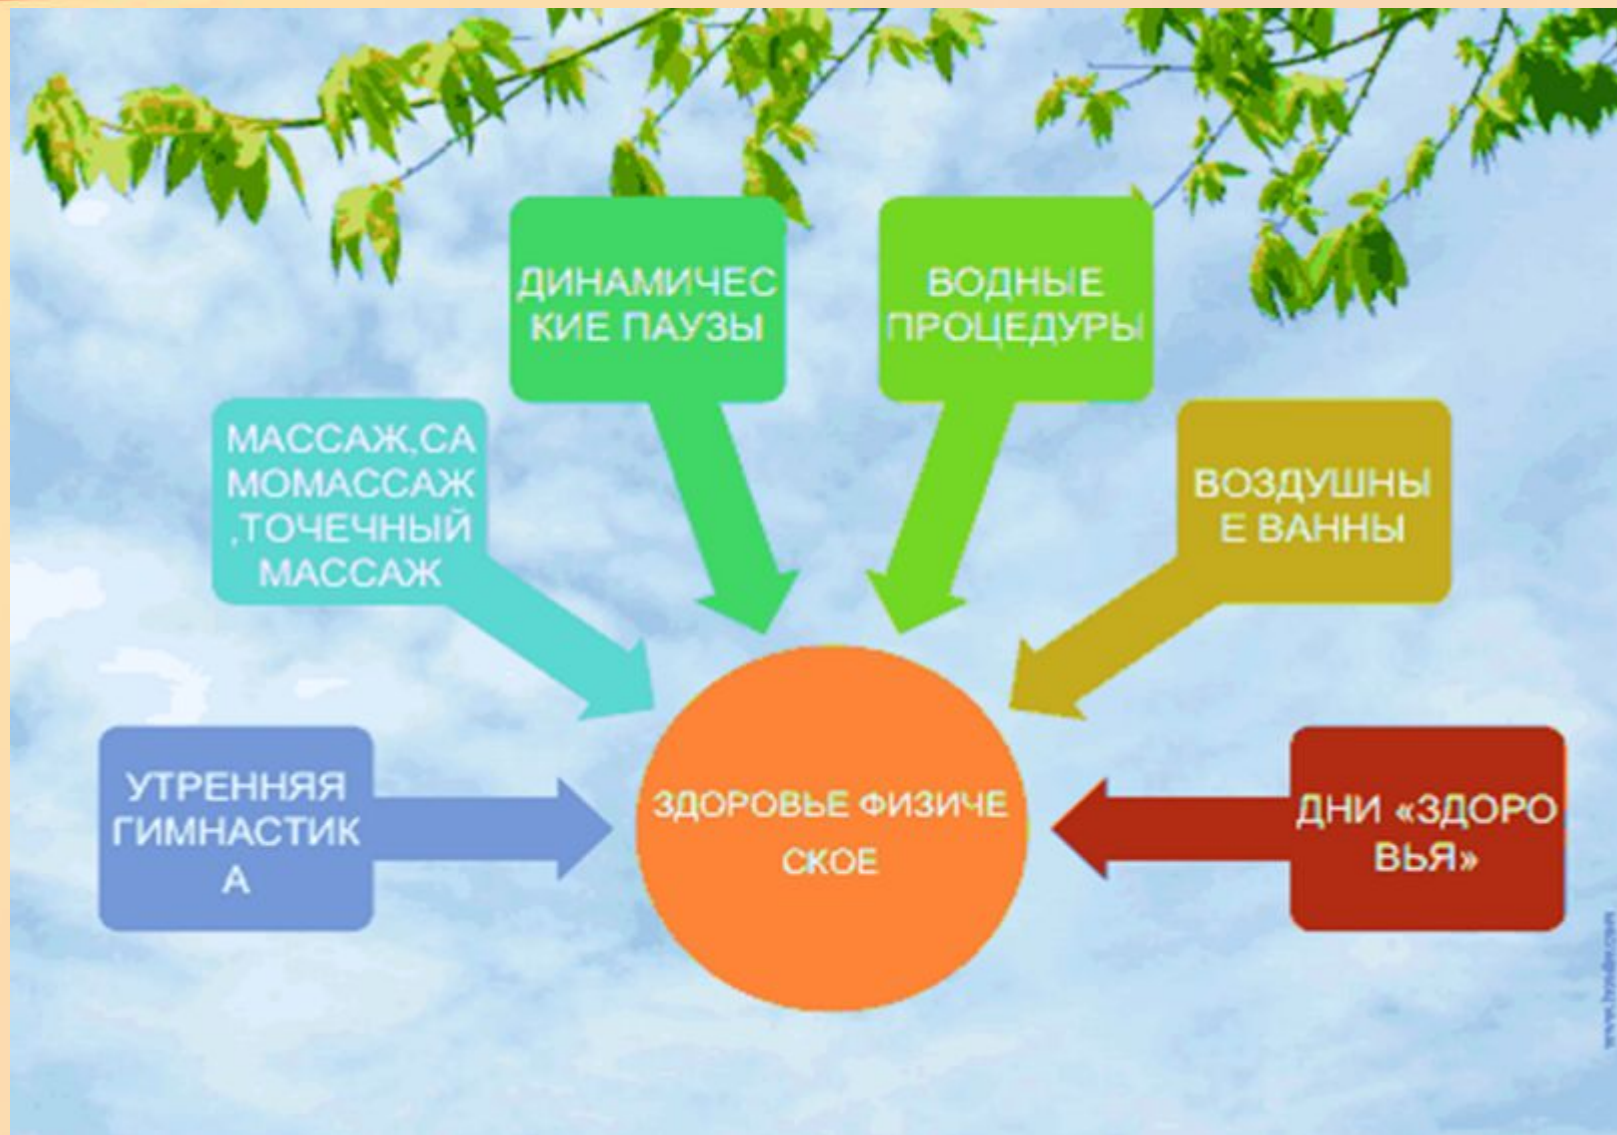 ДИНАМИЧЕС
КИЕ ПАУЗЫ
ВОДНЫЕ
ПРОЦЕДУРЫ
МАССАЖ,СА
МОМАССАЖ
,ТОЧЕЧНЫЙ
МАССАЖ
ВОЗДУШНЫ
Е ВАННЫ
УТРЕННЯЯ
ГИМНАСТИК
А
ЗДОРОВЬЕ ФИЗИЧЕ
СКОЕ
ДНИ «ЗДОРО
ВЬЯ»